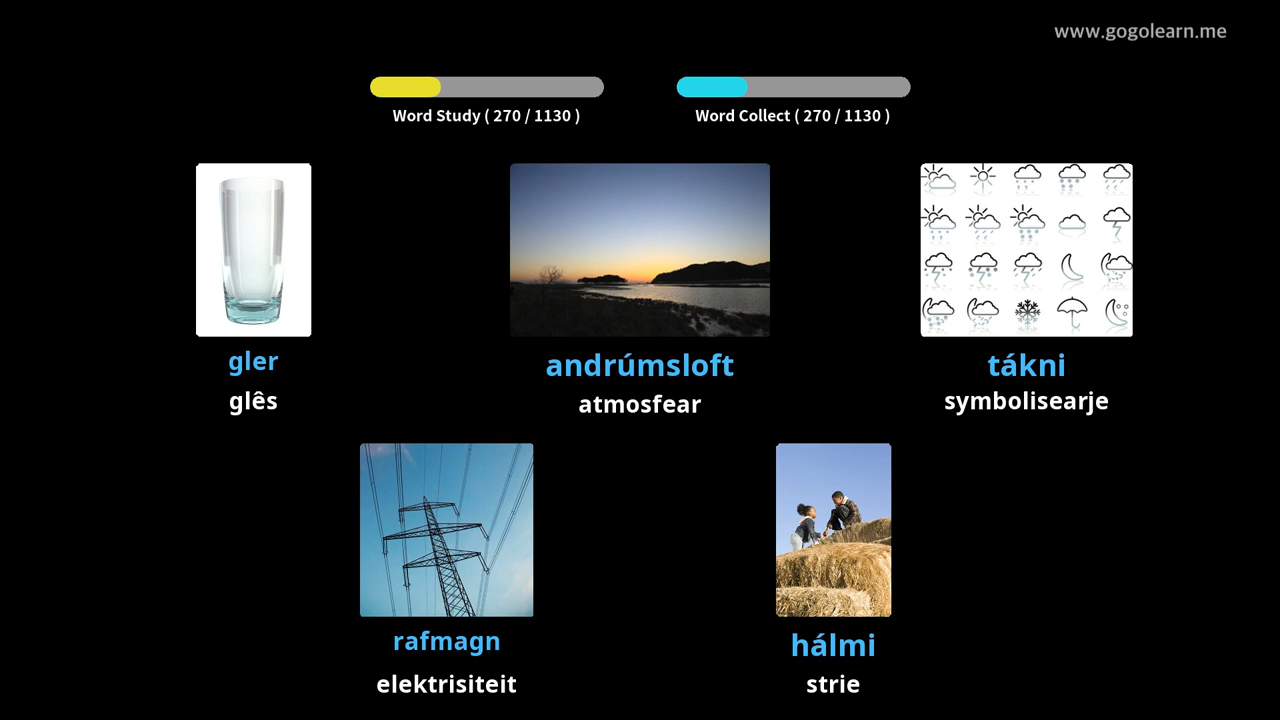 www.gogolearn.me
Word Study ( 270 / 1130 )
Word Collect ( 270 / 1130 )
gler
glês
andrúmsloft
atmosfear
tákni
symbolisearje
rafmagn
elektrisiteit
hálmi
strie